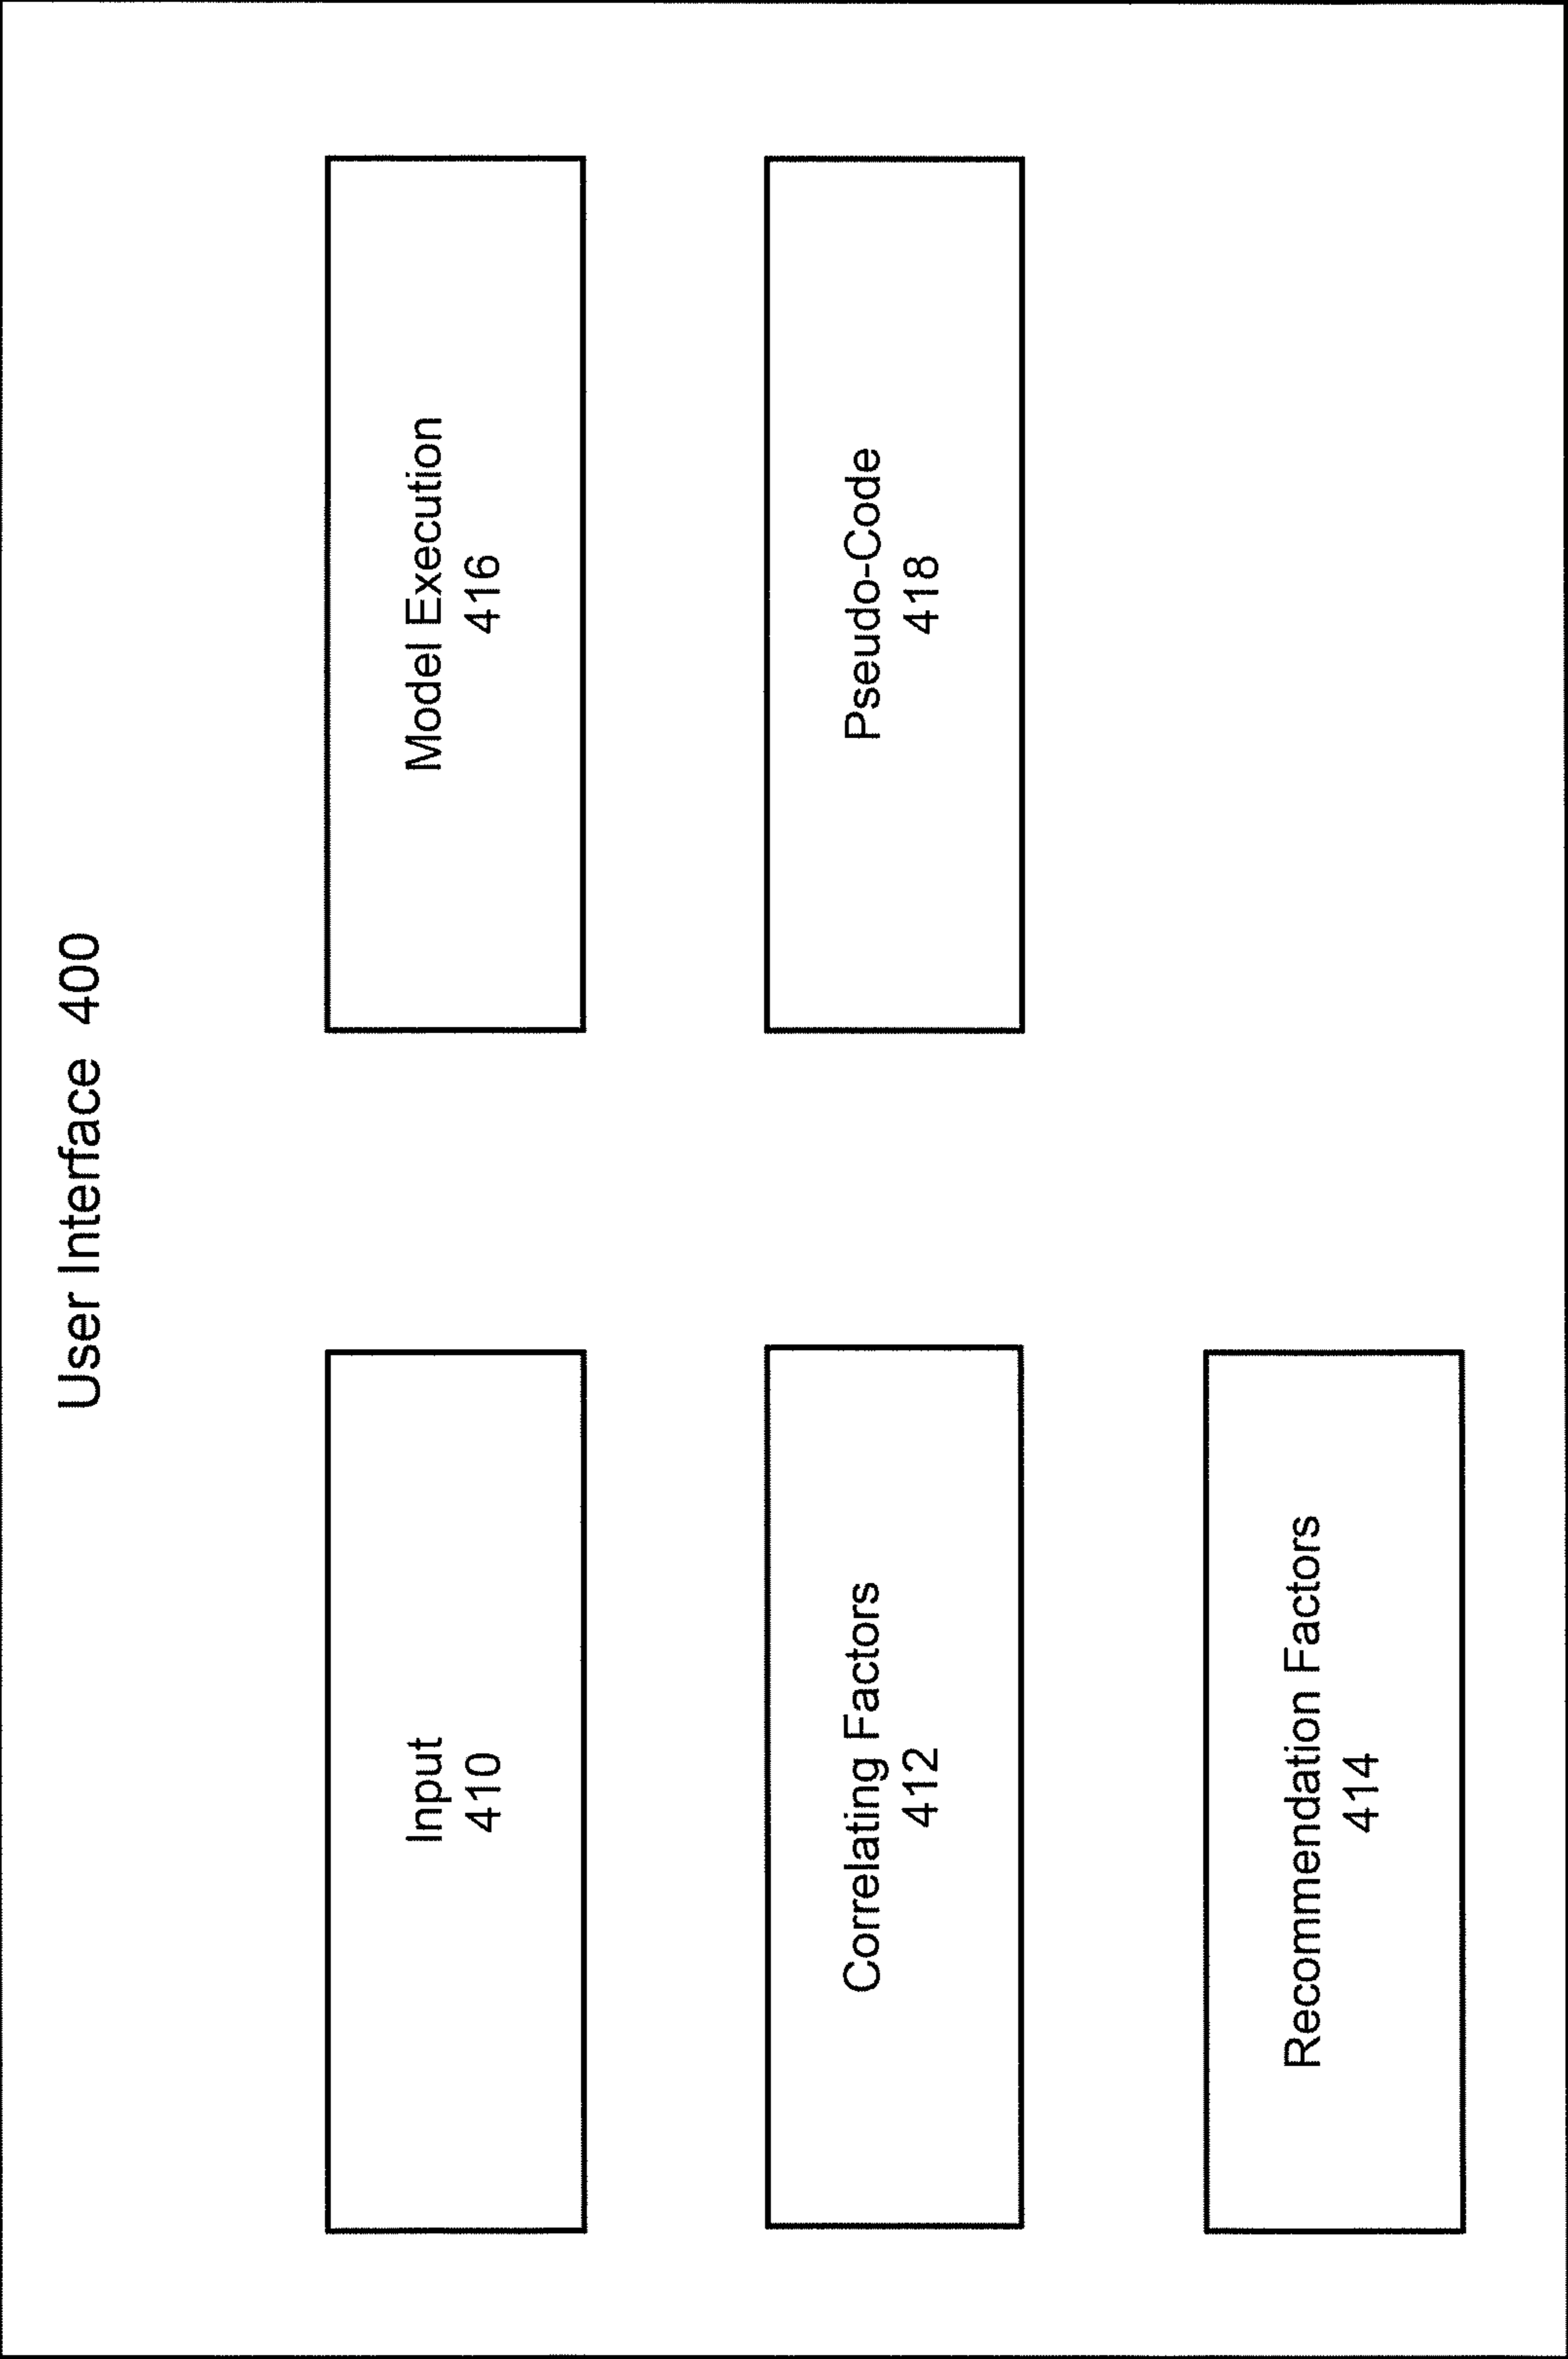 User Interface 400
Input
410
Model Execution
416
Correlating Factors
412
Pseudo-Code
418
Recommendation Factors
414